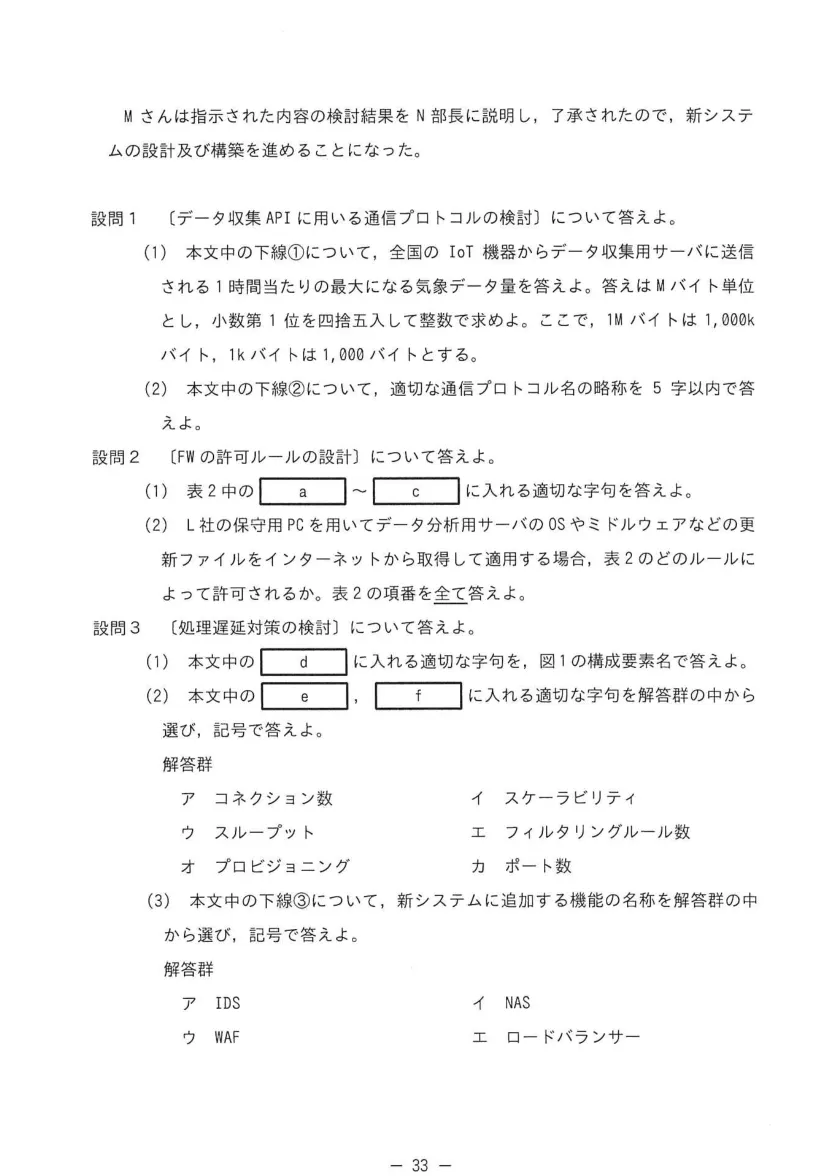 M さんは指示された内容の検討結果を N 部長に説明し，了承されたので，新システ
ムの設計及び構築を進めることになった。
設問１　〔データ収集 API に用いる通信プロトコルの検討〕について答えよ。
(1)　本文中の下線①について，全国の IoT 機器からデータ収集用サーバに送信
される 1 時間当たりの最大になる気象データ量を答えよ。答えは M バイト単位
とし，小数第 1 位を四捨五入して整数で求めよ。ここで，1M バイトは 1,000k
バイト，1k バイトは 1,000 バイトとする。
(2)　本文中の下線②について，適切な通信プロトコル名の略称を 5 字以内で答
えよ。
設問２　〔FW の許可ルールの設計〕について答えよ。
(1)　表 2 中の a ～ c に入れる適切な字句を答えよ。
(2)　L 社の保守用 PC を用いてデータ分析用サーバの OS やミドルウェアなどの更
新ファイルをインターネットから取得して適用する場合，表 2 のどのルールに
よって許可されるか。表 2 の項番を全て答えよ。
設問３　〔処理遅延対策の検討〕について答えよ。
(1)　本文中の d に入れる適切な字句を，図 1 の構成要素名で答えよ。
(2)　本文中の e ， f に入れる適切な字句を解答群の中から
選び，記号で答えよ。
解答群
ア　コネクション数　　イ　スケーラビリティ
ウ　スループット　　エ　フィルタリングルール数
オ　プロビジョニング　　カ　ポート数
(3)　本文中の下線③について，新システムに追加する機能の名称を解答群の中
から選び，記号で答えよ。
解答群
ア　IDS　　イ　NAS
ウ　WAF　　エ　ロードバランサー
— 33 —